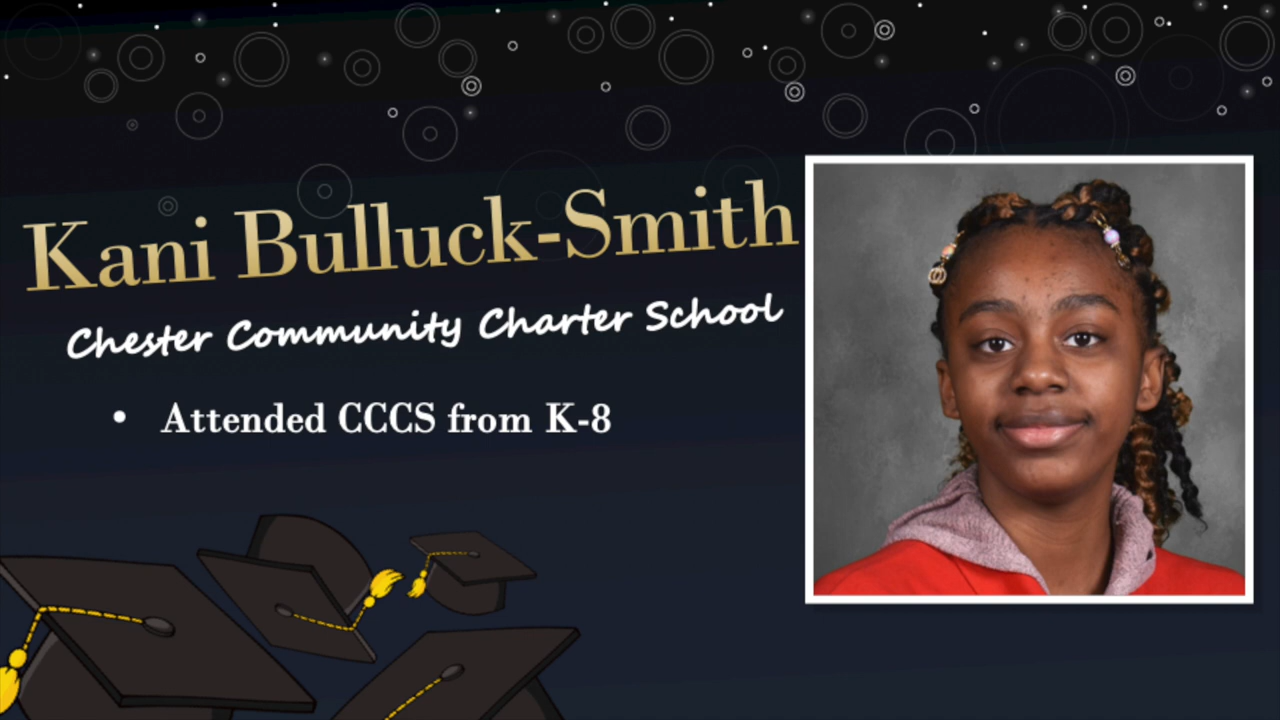 Kani Bulluck-Smith
Chester Community Charter School
• Attended CCCS from K-8